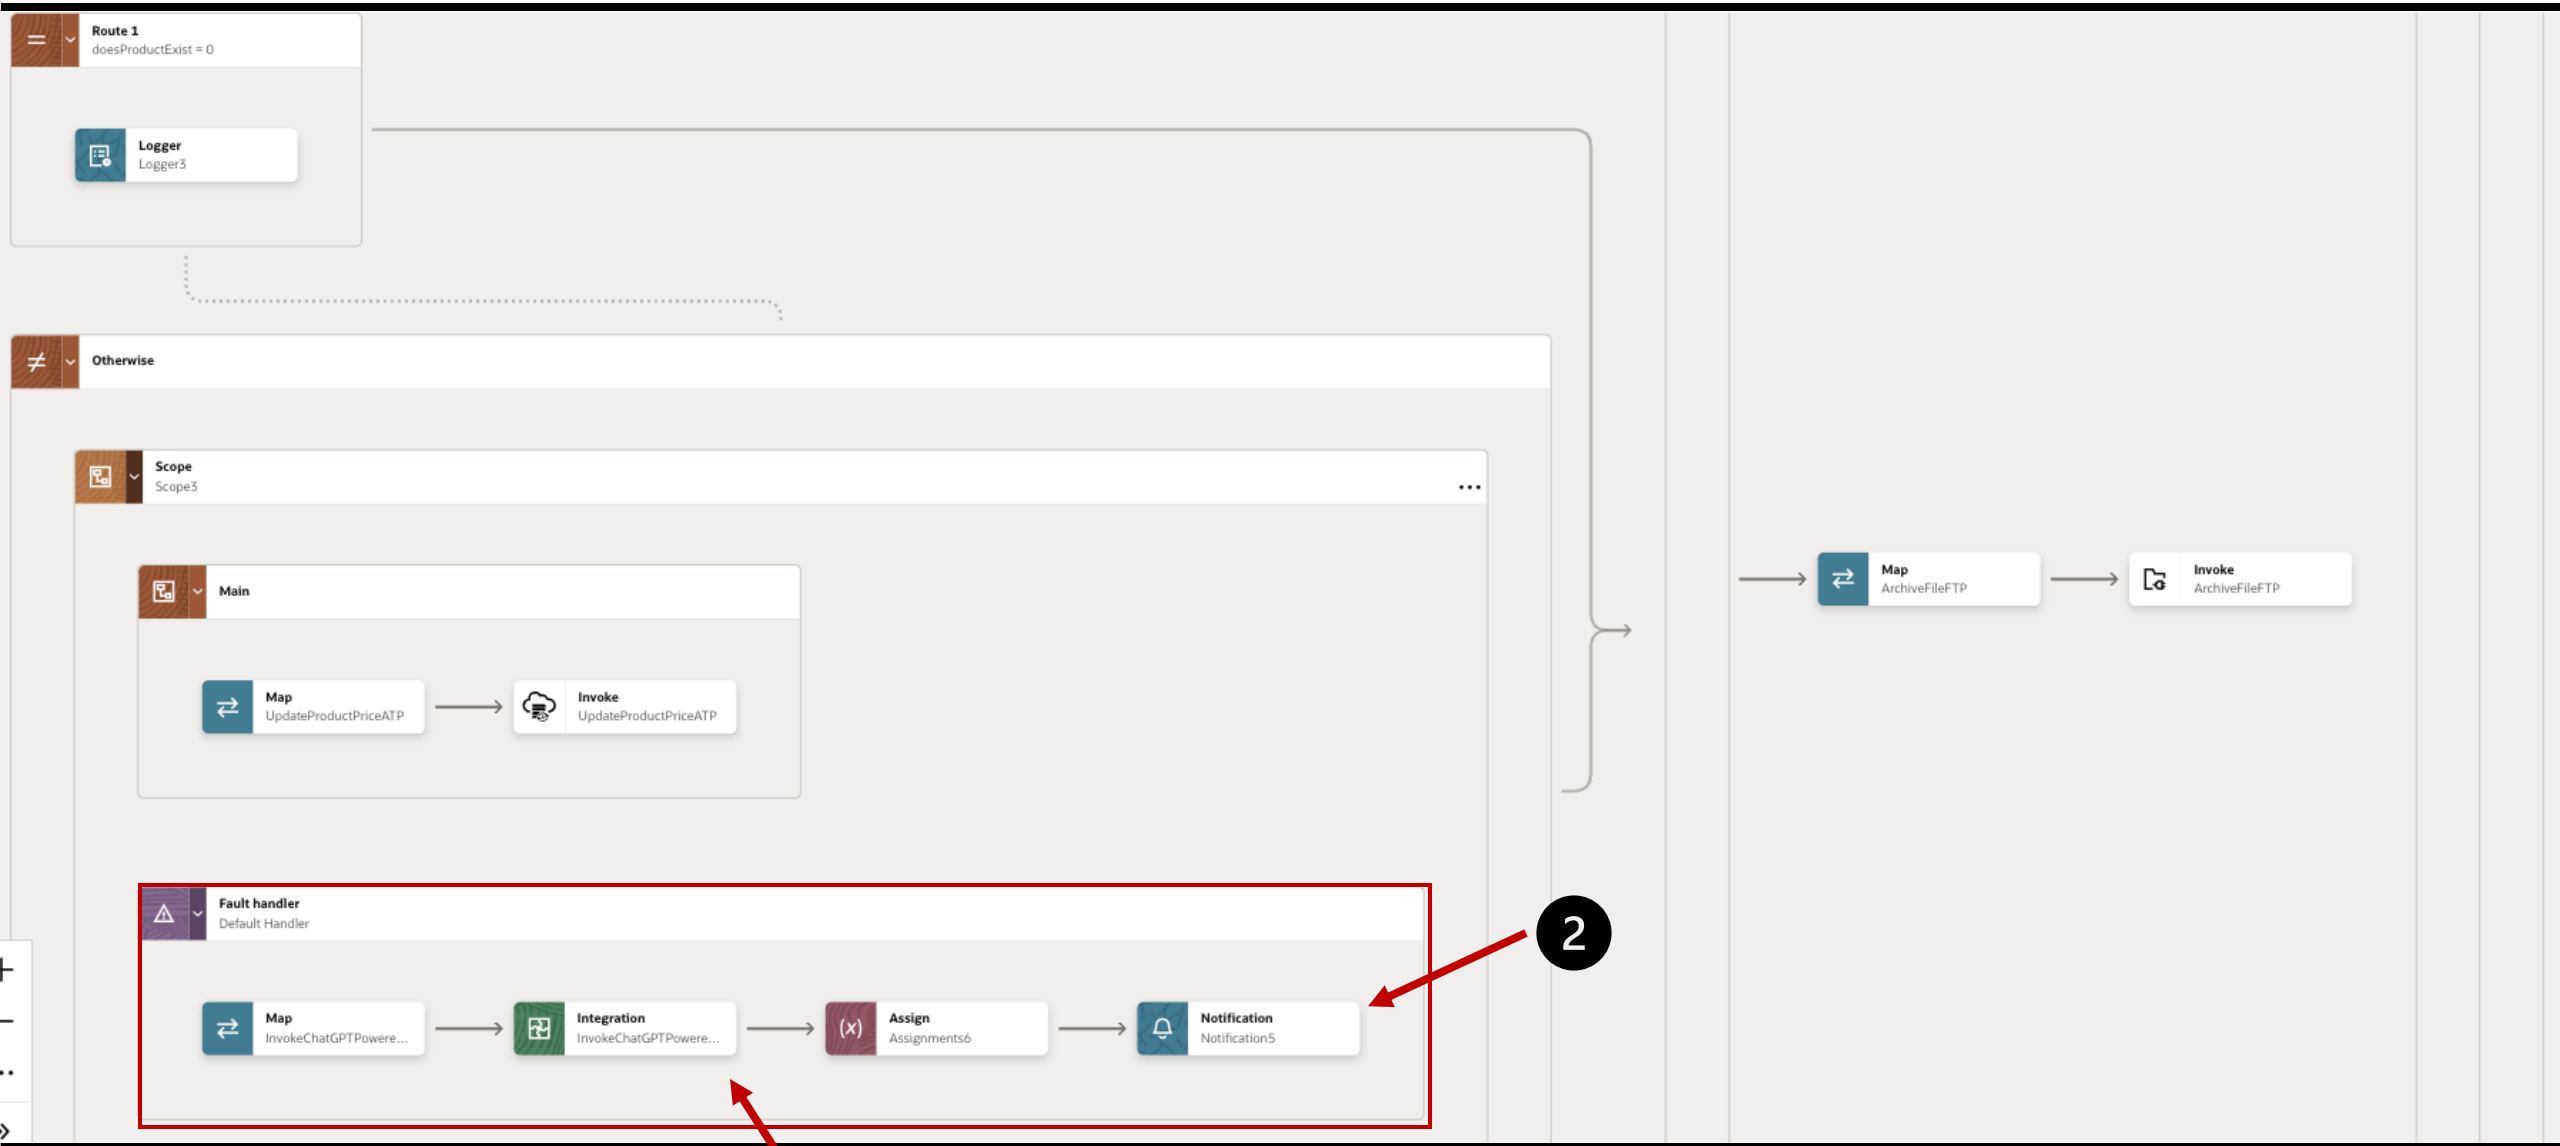 Route 1
doesProductExist = 0
Logger
Logger3
Otherwise
Scope
Scope3
...
Main
Map
UpdateProductPriceATP
Invoke
UpdateProductPriceATP
Map
ArchiveFileFTP
Invoke
ArchiveFileFTP
Fault handler
Default Handler
2
Map
InvokeChatGPTPowere...
Integration
InvokeChatGPTPowere...
(x)
Assign
Assignments6
Notification
Notification5